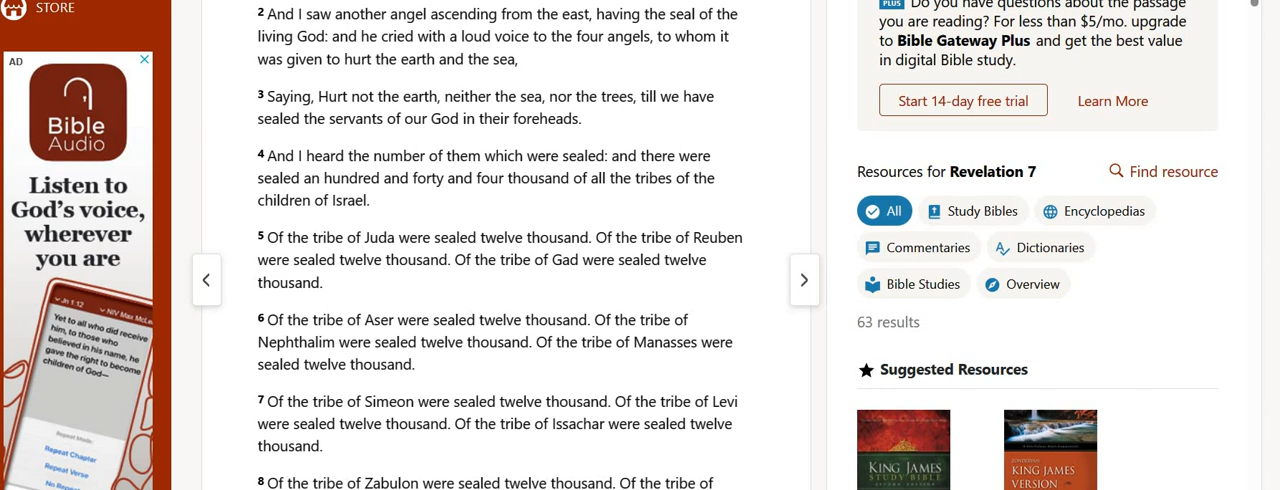 STORE
AD
Bible
Audio
Listen to
God's voice,
wherever
you are
Jn 1:12
NIV Max McLe
Yet to all who did receive
him, to those who
believed in his name, he
gave the right to become
children of God—
Repeat Mode:
Repeat Chapter
Repeat Verse
No Repeat
2 And I saw another angel ascending from the east, having the seal of the
living God: and he cried with a loud voice to the four angels, to whom it
was given to hurt the earth and the sea,
3 Saying, Hurt not the earth, neither the sea, nor the trees, till we have
sealed the servants of our God in their foreheads.
4 And I heard the number of them which were sealed: and there were
sealed an hundred and forty and four thousand of all the tribes of the
children of Israel.
5 Of the tribe of Juda were sealed twelve thousand. Of the tribe of Reuben
were sealed twelve thousand. Of the tribe of Gad were sealed twelve
thousand.
6 Of the tribe of Aser were sealed twelve thousand. Of the tribe of
Nephthalim were sealed twelve thousand. Of the tribe of Manasses were
sealed twelve thousand.
7 Of the tribe of Simeon were sealed twelve thousand. Of the tribe of Levi
were sealed twelve thousand. Of the tribe of Issachar were sealed twelve
thousand.
8 Of the tribe of Zabulon were sealed twelve thousand. Of the tribe of
PLUS Do you have questions about the passage
you are reading? For less than $5/mo. upgrade
to Bible Gateway Plus and get the best value
in digital Bible study.
Start 14-day free trial
Learn More
Resources for Revelation 7
Find resource
All
Study Bibles
Encyclopedias
Commentaries
Dictionaries
Bible Studies
Overview
63 results
Suggested Resources
THE
KING JAMES
STUDY BIBLE
SECOND EDITION
KING JAMES
VERSION